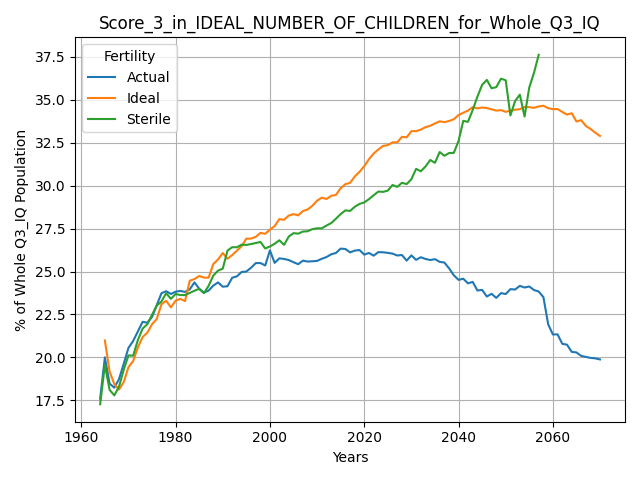 Score_3_in_IDEAL_NUMBER_OF_CHILDREN_for_Whole_Q3_IQ
Fertility
Actual
Ideal
Sterile
% of Whole Q3_IQ Population
37.5
35.0
32.5
30.0
27.5
25.0
22.5
20.0
17.5
1960 1980 2000 2020 2040 2060
Years